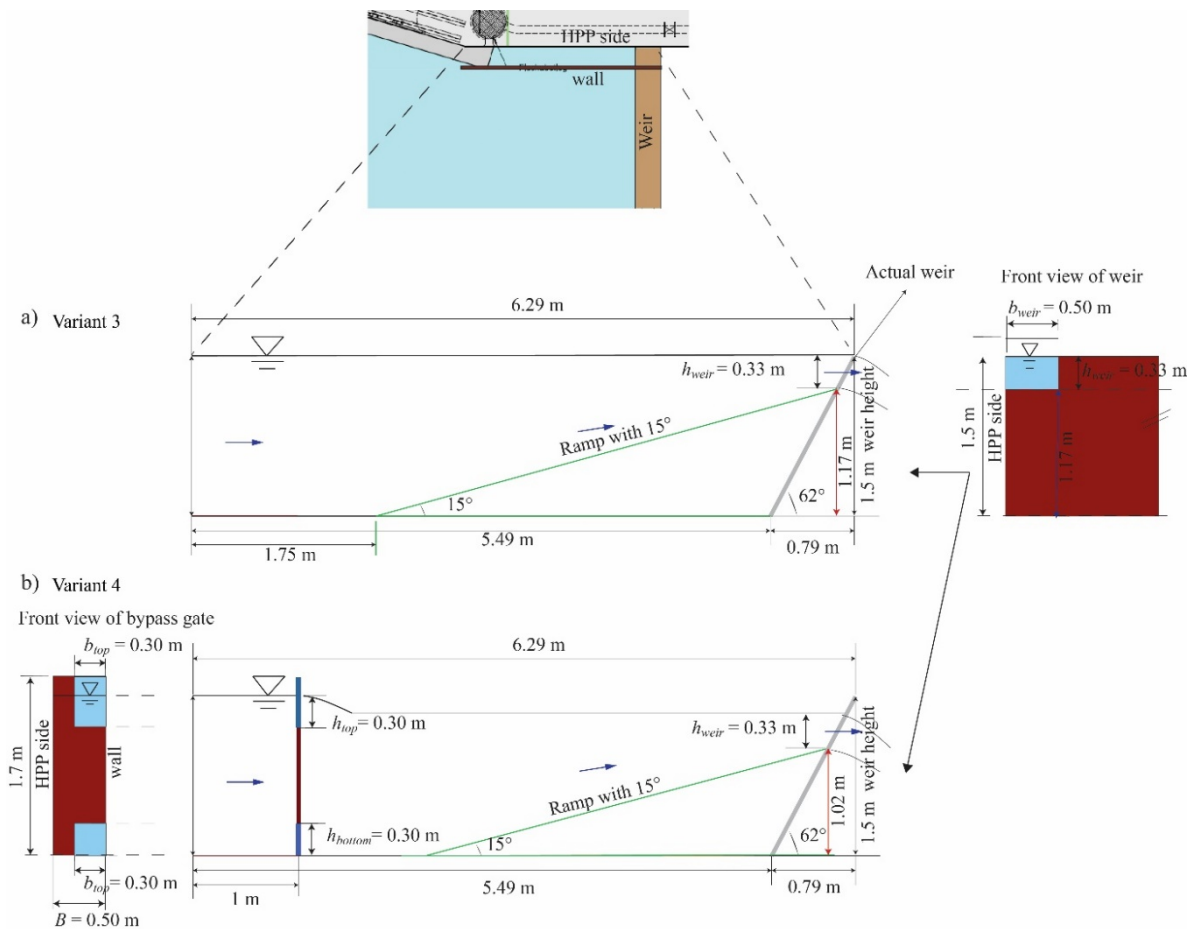 HPP side
wall
Weir
Actual weir
Front view of weir
b_weir = 0.50 m
a) Variant 3
6.29 m
h_weir = 0.33 m
h_weir = 0.33 m
Ramp with 15°
15°
62°
1.17 m
1.5 m weir height
1.5 m
HPP side
1.17 m
5.49 m
0.79 m
1.75 m
b) Variant 4
Front view of bypass gate
b_top = 0.30 m
6.29 m
h_top = 0.30 m
h_weir = 0.33 m
1.7 m
HPP side
wall
Ramp with 15°
15°
62°
1.02 m
1.5 m weir height
h_bottom = 0.30 m
b_top = 0.30 m
5.49 m
0.79 m
1 m
B = 0.50 m